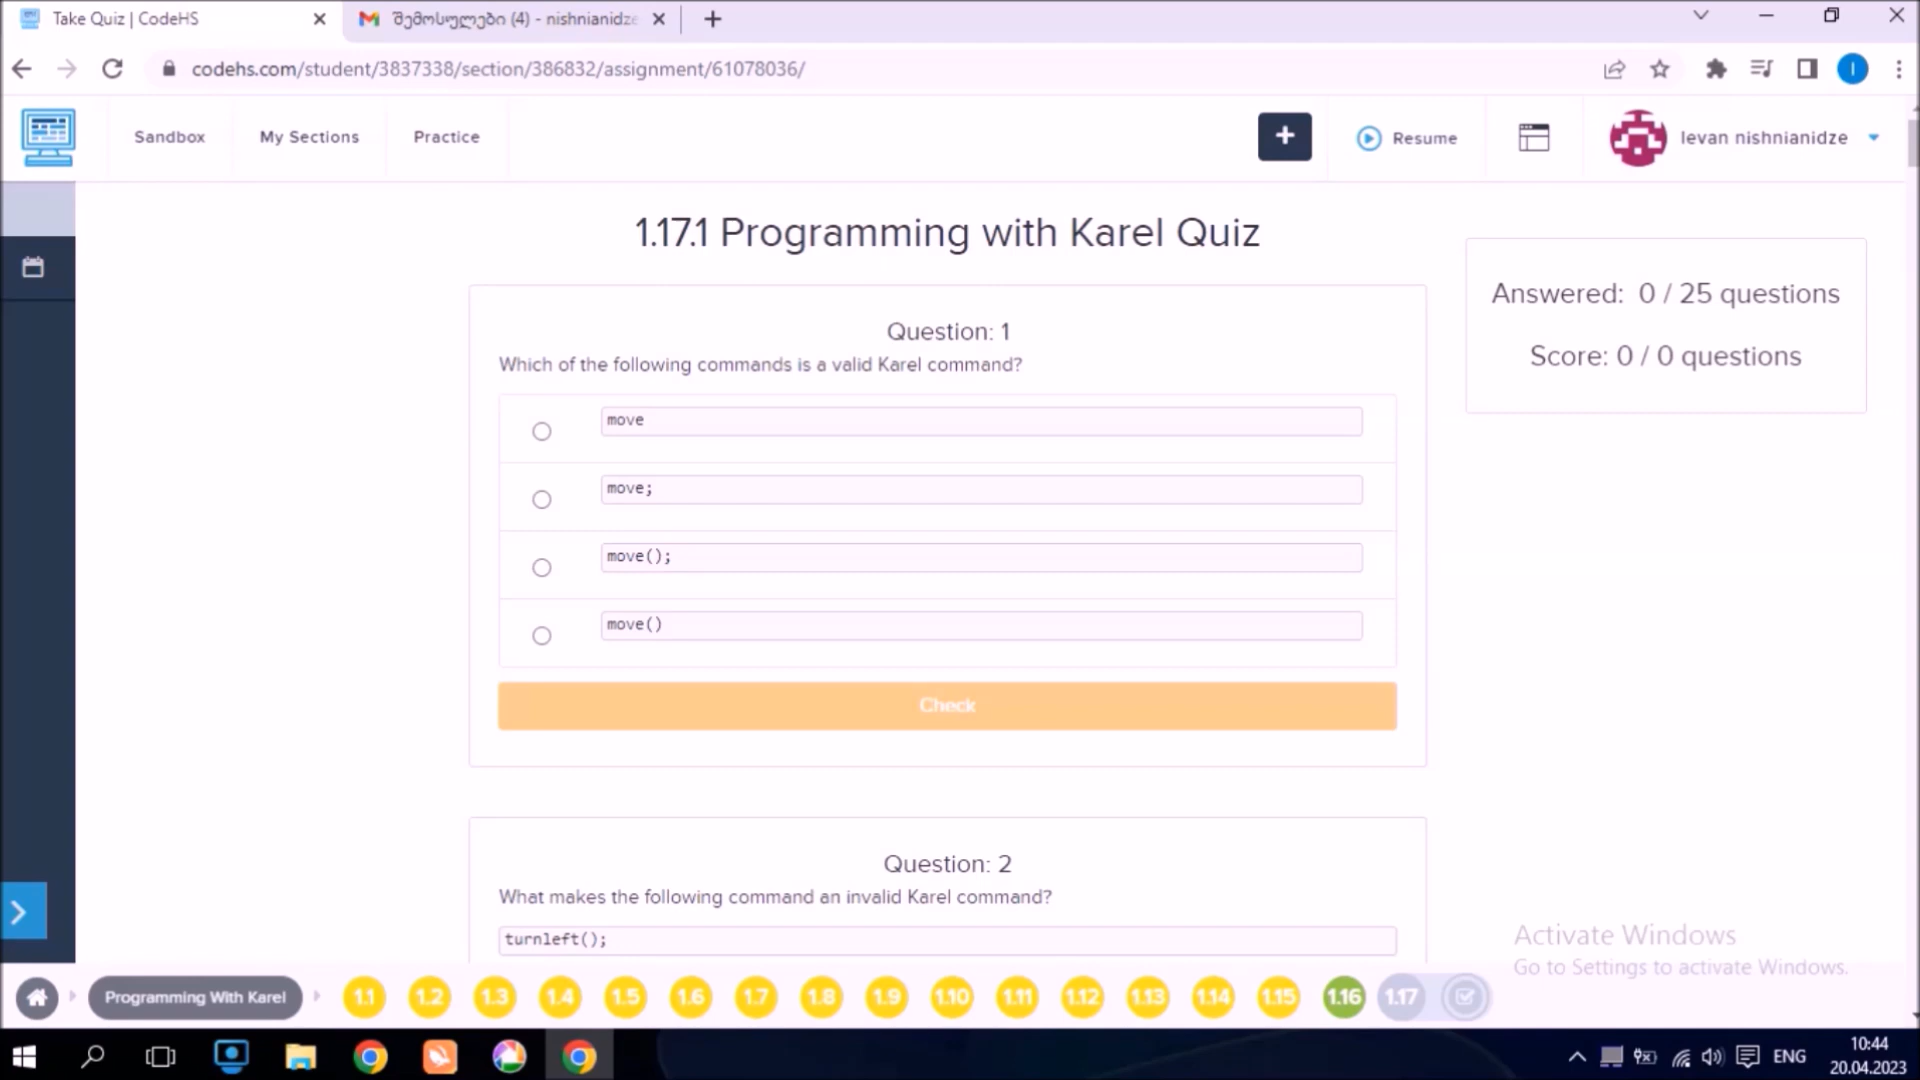 Take Quiz | CodeHS
შემოსულები (4) - nishnianidze
codehs.com/student/3837338/section/386832/assignment/61078036/
I
Sandbox
My Sections
Practice
+
Resume
levan nishnianidze
1.17.1 Programming with Karel Quiz
Answered: 0 / 25 questions
Score: 0 / 0 questions
Question: 1
Which of the following commands is a valid Karel command?
move
move;
move();
move()
Check
Question: 2
What makes the following command an invalid Karel command?
turnleft();
Activate Windows
Go to Settings to activate Windows.
Programming With Karel
1.1
1.2
1.3
1.4
1.5
1.6
1.7
1.8
1.9
1.10
1.11
1.12
1.13
1.14
1.15
1.16
1.17
ENG
10:44
20.04.2023